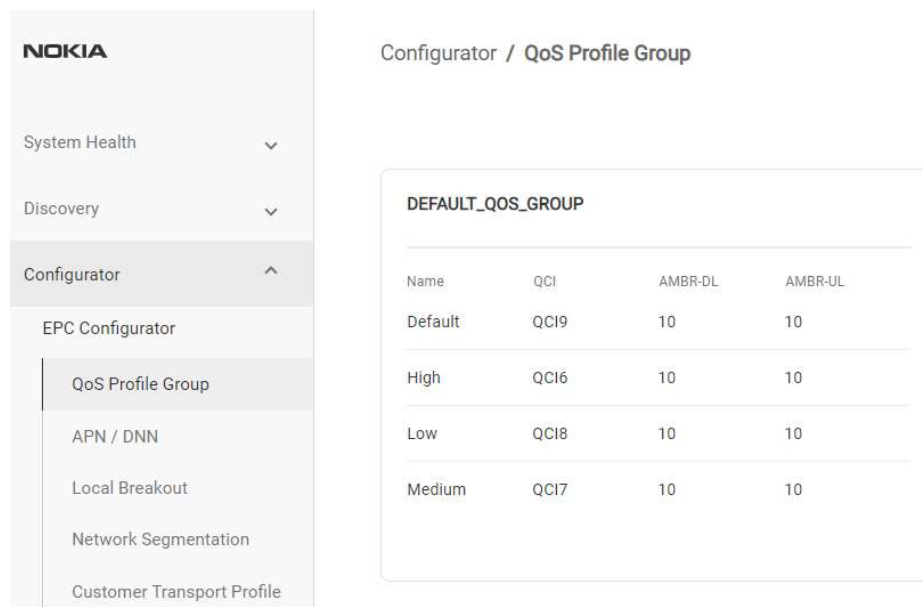 NOKIA
System Health
Discovery
Configurator
EPC Configurator
QoS Profile Group
APN / DNN
Local Breakout
Network Segmentation
Customer Transport Profile
Configurator / QoS Profile Group
DEFAULT_QOS_GROUP
Name QCI AMBR-DL AMBR-UL
Default QCI9 10 10
High QCI6 10 10
Low QCI8 10 10
Medium QCI7 10 10